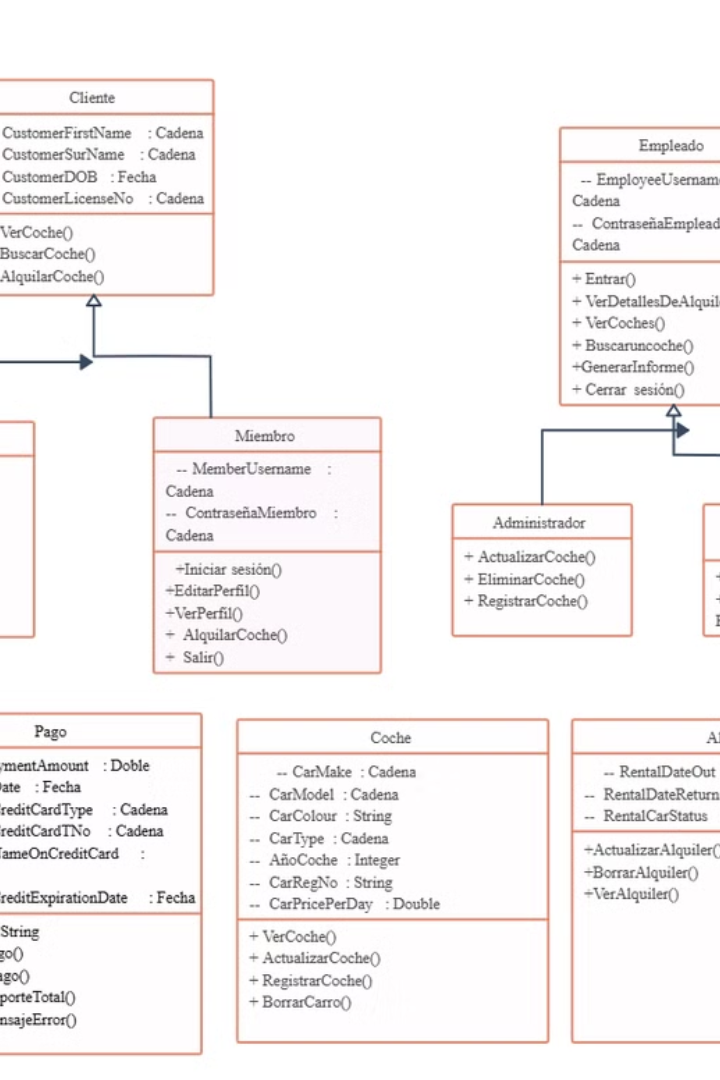 Cliente
CustomerFirstName : Cadena
CustomerSurName : Cadena
CustomerDOB : Fecha
CustomerLicenseNo : Cadena
VerCoche()
BuscarCoche()
AlquilarCoche()
Empleado
-- EmployeeUsername
Cadena
-- ContraseñaEmplead
Cadena
+ Entrar()
+ VerDetallesDeAlquil
+ VerCoches()
+ Buscaruncoche()
+GenerarInforme()
+ Cerrar sesión()
Miembro
-- MemberUsername :
Cadena
-- ContraseñaMiembro :
Cadena
+Iniciar sesión()
+EditarPerfil()
+VerPerfil()
+ AlquilarCoche()
+ Salir()
Administrador
+ ActualizarCoche()
+ EliminarCoche()
+ RegistrarCoche()
+
+
Pago
ymentAmount : Doble
ate : Fecha
reditCardType : Cadena
reditCardTNo : Cadena
NameOnCreditCard :
reditExpirationDate : Fecha
String
go()
ago()
porteTotal()
nsajeError()
Coche
-- CarMake : Cadena
-- CarModel : Cadena
-- CarColour : String
-- CarType : Cadena
-- AñoCoche : Integer
-- CarRegNo : String
-- CarPricePerDay : Double
+ VerCoche()
+ ActualizarCoche()
+ RegistrarCoche()
+ BorrarCarro()
Al
-- RentalDateOut
-- RentalDateReturn
-- RentalCarStatus
+ActualizarAlquiler()
+BorrarAlquiler()
+VerAlquiler()